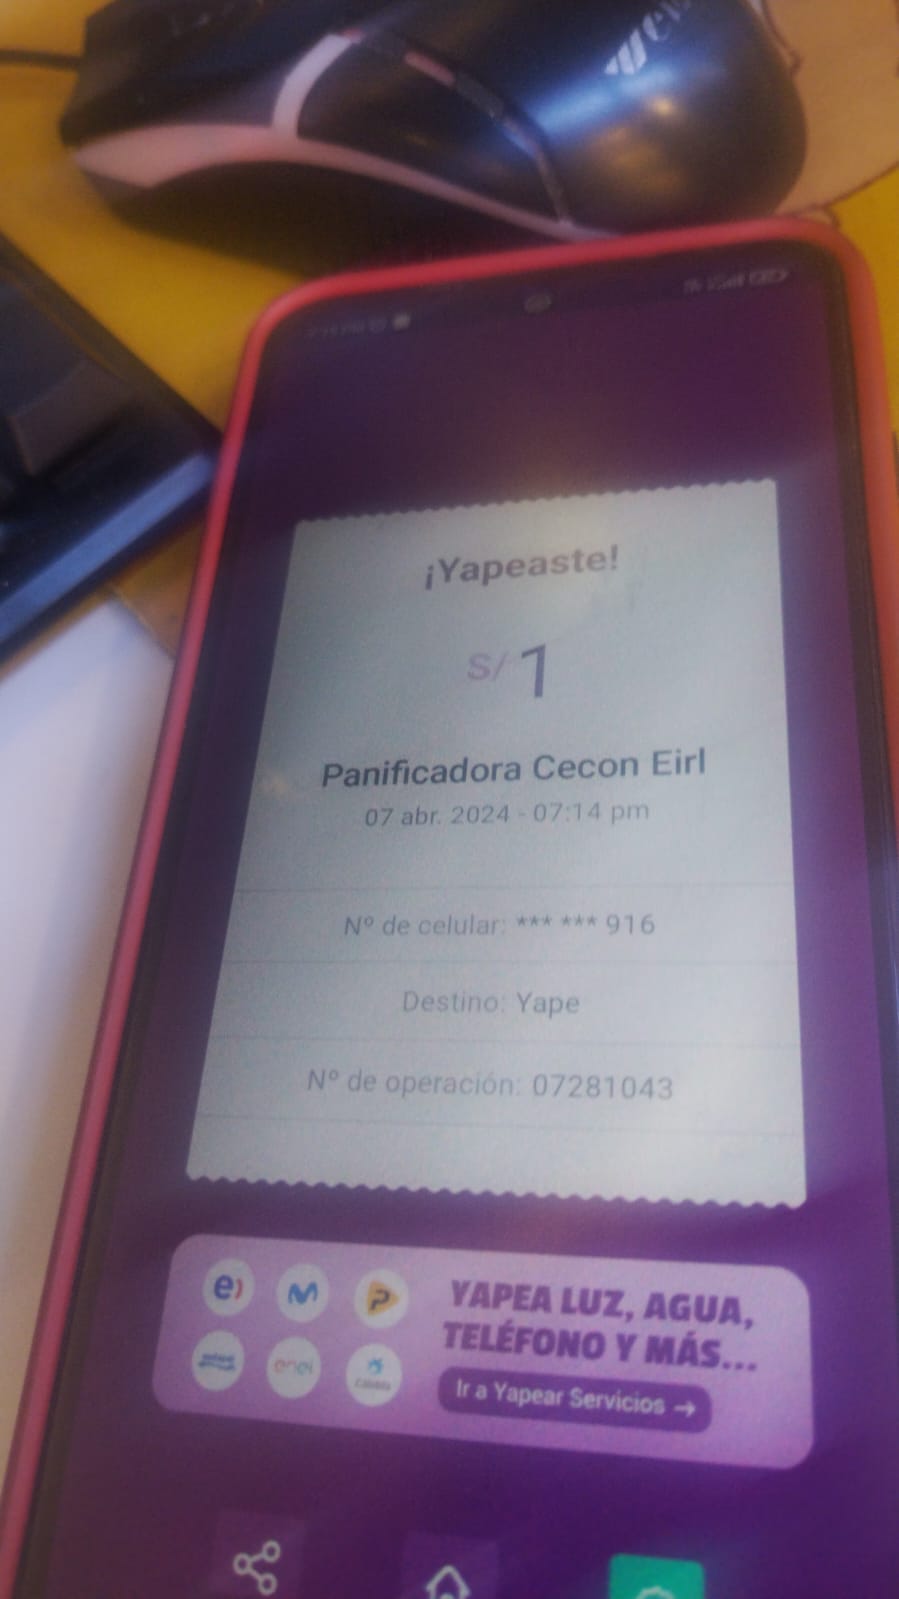 ¡Yapeaste!
S/ 1
Panificadora Cecon Eirl
07 abr. 2024 - 07:14 pm
Nº de celular: *** *** 916
Destino: Yape
Nº de operación: 07281043
YAPEA LUZ, AGUA,
TELÉFONO Y MÁS...
enel
Ir a Yapear Servicios →